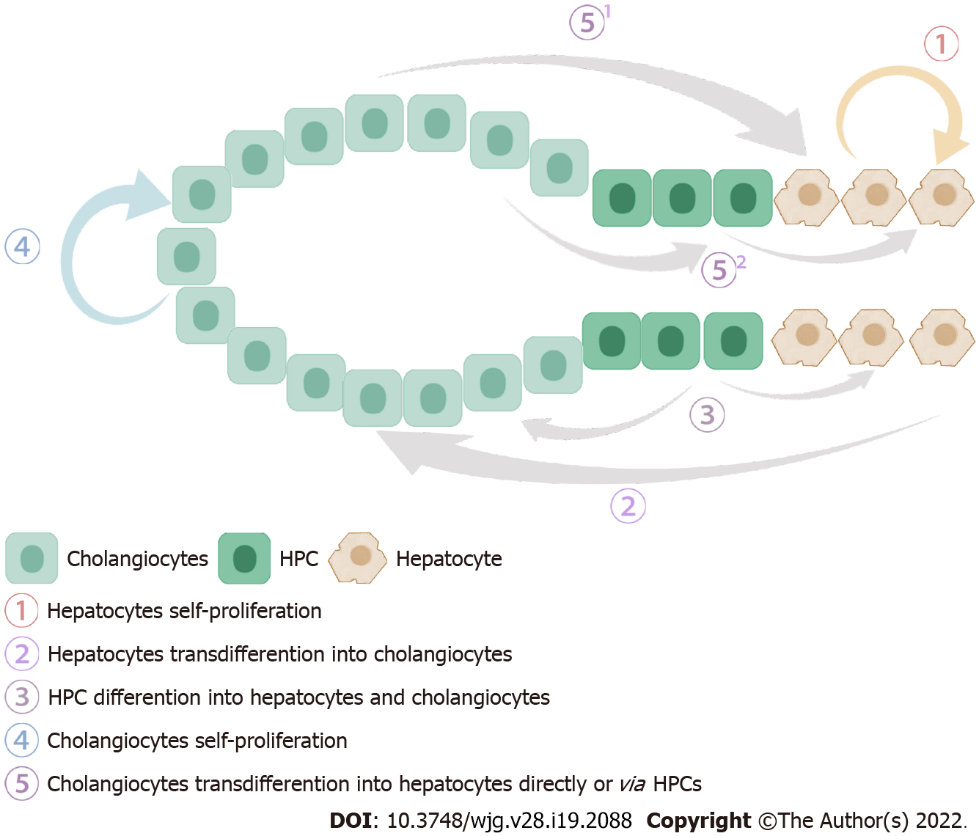 5¹
1
4
5²
3
2
Cholangiocytes HPC Hepatocyte
1 Hepatocytes self-proliferation
2 Hepatocytes transdifferention into cholangiocytes
3 HPC differention into hepatocytes and cholangiocytes
4 Cholangiocytes self-proliferation
5 Cholangiocytes transdifferention into hepatocytes directly or via HPCs
DOI: 10.3748/wjg.v28.i19.2088 Copyright ©The Author(s) 2022.